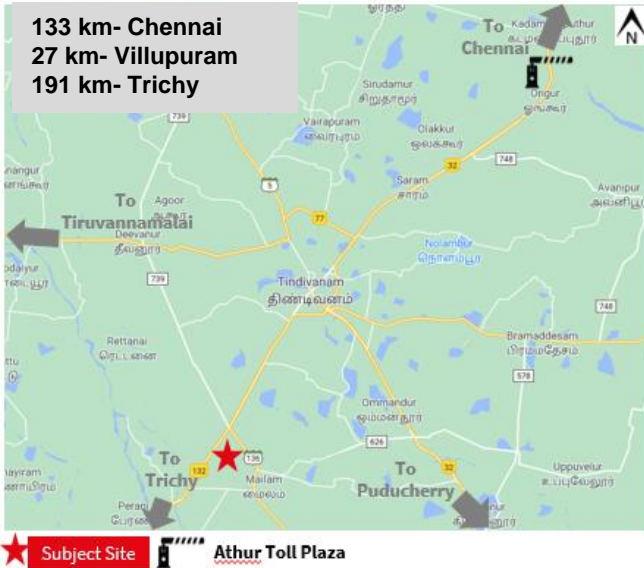 133 km- Chennai
27 km- Villupuram
191 km- Trichy
To
Chennai
N
Ongur
ஓங்கூர்
Sirudamur
சிறுதாமூர்
739
Vairapuram
வைரபுரம்
Olakkur
ஒலக்கூர்
748
32
Saram
சாரம்
Avanipur
5
To
Tiruvannamalai
Agoor
77
Deevanur
தீவனூர்
Nolambur
நொளம்பூர்
Tindivanam
திண்டிவனம்
739
748
Rettanai
ரெட்டணை
Bramaddesam
பிரம்மதேசம்
578
Ommandur
ஓம்மந்தூர்
626
To
Trichy
132
136
Mailam
மைலம்
To
Puducherry
32
Uppuvelur
உப்புவேலூர்
Perani
Subject Site
Athur Toll Plaza